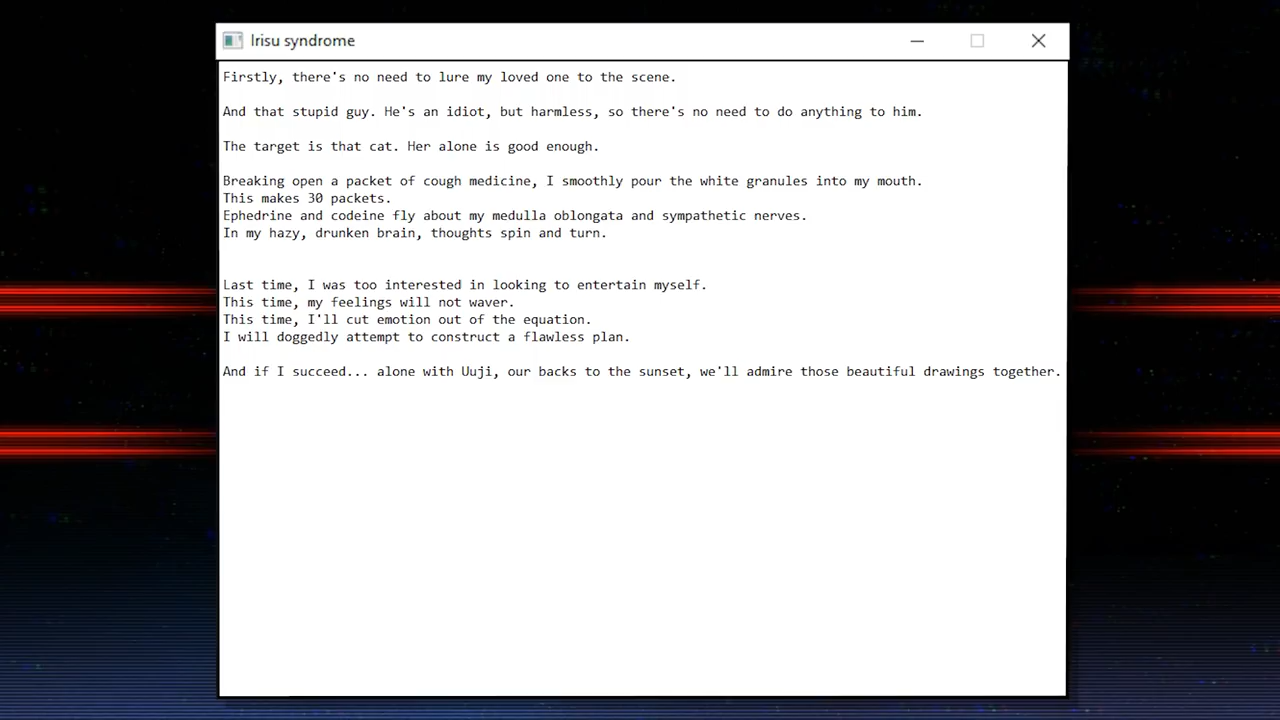 Irisu syndrome
Firstly, there's no need to lure my loved one to the scene.
And that stupid guy. He's an idiot, but harmless, so there's no need to do anything to him.
The target is that cat. Her alone is good enough.
Breaking open a packet of cough medicine, I smoothly pour the white granules into my mouth.
This makes 30 packets.
Ephedrine and codeine fly about my medulla oblongata and sympathetic nerves.
In my hazy, drunken brain, thoughts spin and turn.
Last time, I was too interested in looking to entertain myself.
This time, my feelings will not waver.
This time, I'll cut emotion out of the equation.
I will doggedly attempt to construct a flawless plan.
And if I succeed... alone with Uuji, our backs to the sunset, we'll admire those beautiful drawings together.